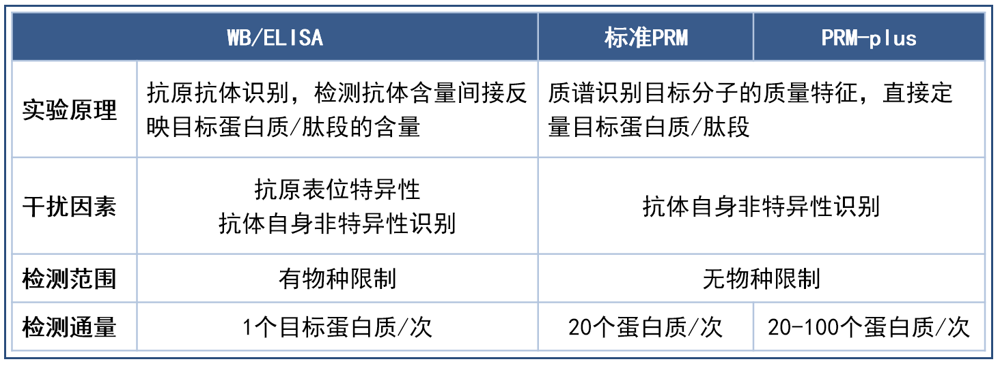 WB/ELISA 标准PRM PRM-plus
实验原理
抗原抗体识别，检测抗体含量间接反
映目标蛋白质/肽段的含量
质谱识别目标分子的质量特征，直接定
量目标蛋白质/肽段
干扰因素
抗原表位特异性
抗体自身非特异性识别
抗体自身非特异性识别
检测范围 有物种限制 无物种限制
检测通量 1个目标蛋白质/次 20个蛋白质/次 20-100个蛋白质/次